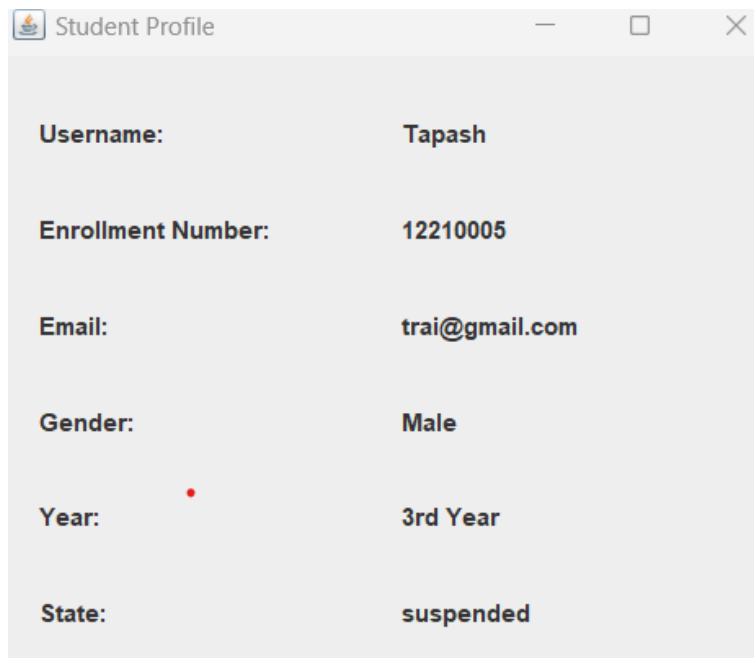 Student Profile
Username: Tapash
Enrollment Number: 12210005
Email: trai@gmail.com
Gender: Male
Year: 3rd Year
State: suspended